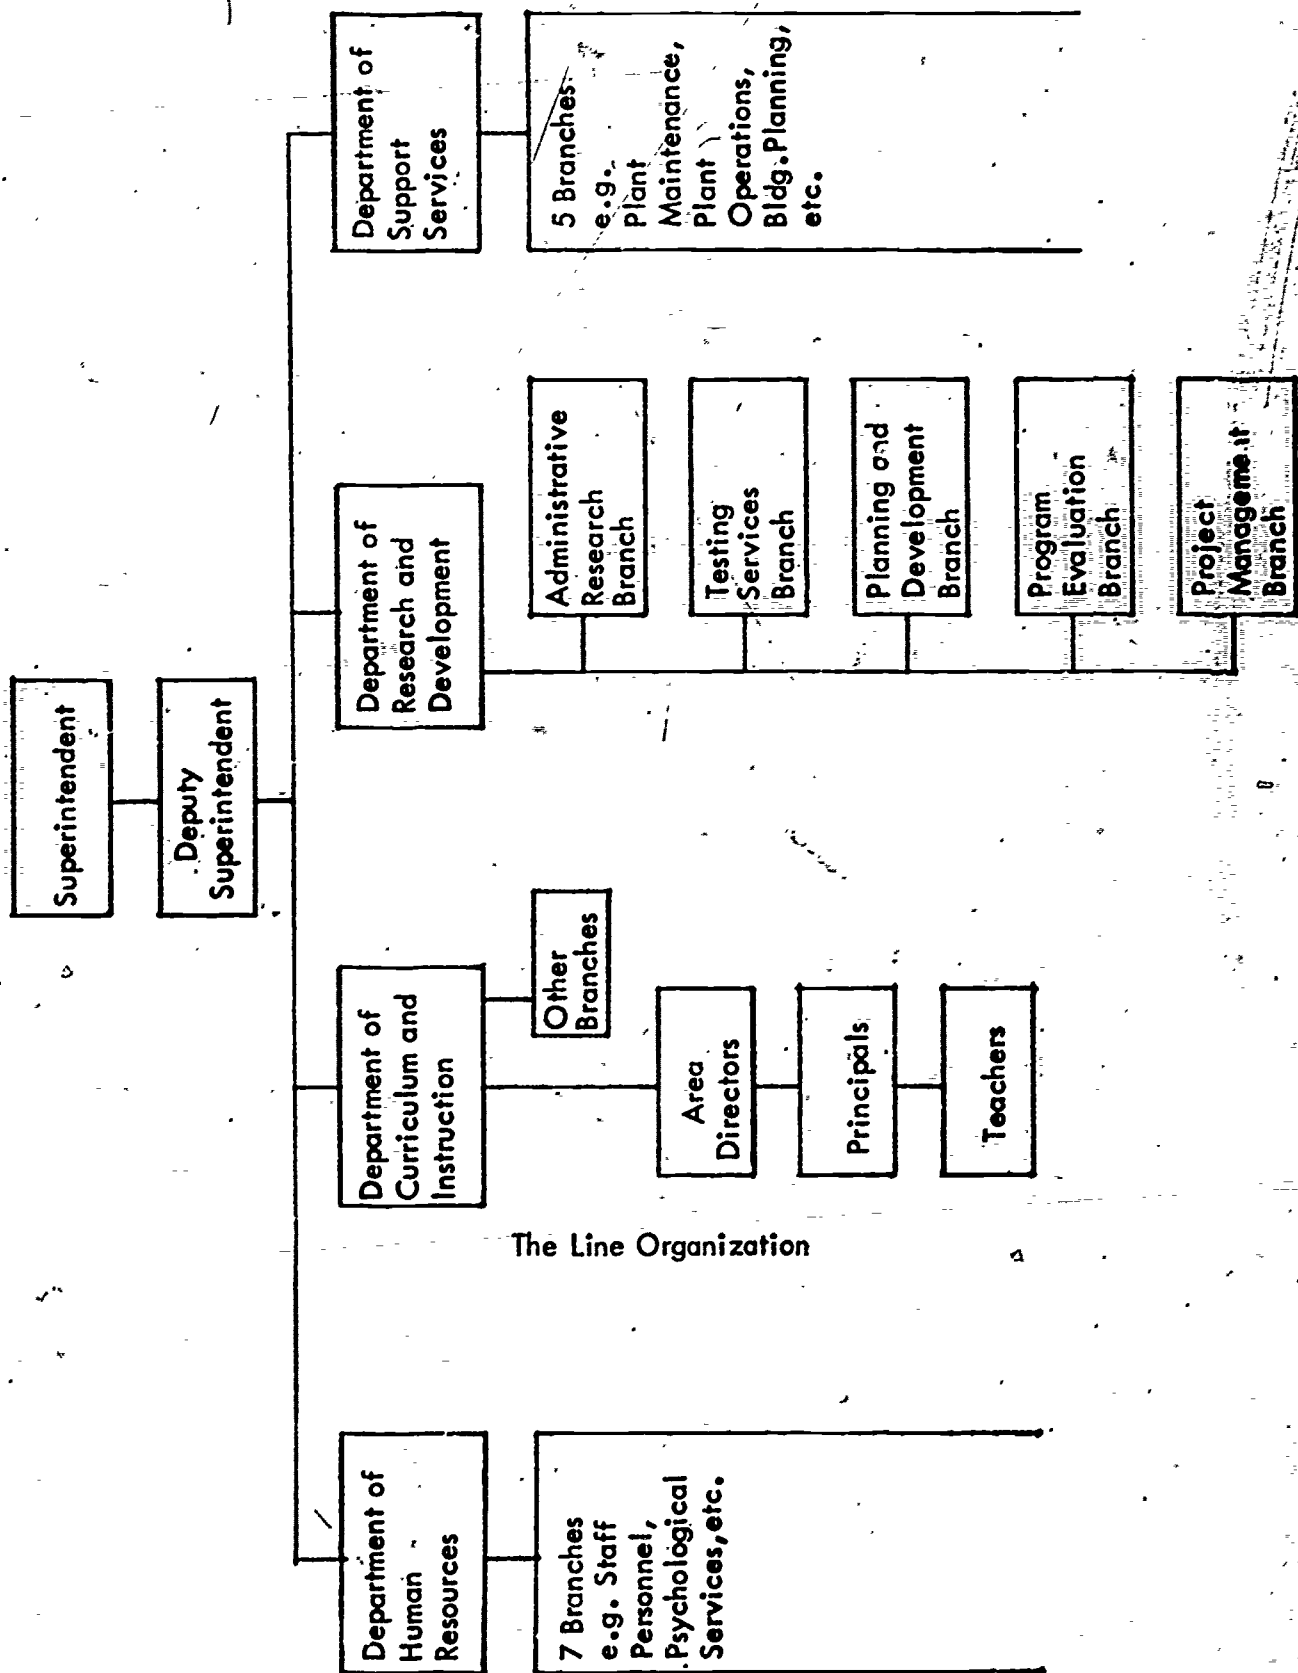 Superintendent
Deputy
Superintendent
Department of
Human
Resources
7 Branches
e.g. Staff
Personnel,
Psychological
Services, etc.
Department of
Curriculum and
Instruction
Other
Branches
Area
Directors
Principals
Teachers
The Line Organization
Department of
Research and
Development
Administrative
Research
Branch
Testing
Services
Branch
Planning and
Development
Branch
Program
Evaluation
Branch
Project
Management
Branch
Department of
Support
Services
5 Branches
e.g.
Plant
Maintenance,
Plant
Operations,
Bldg. Planning,
etc.